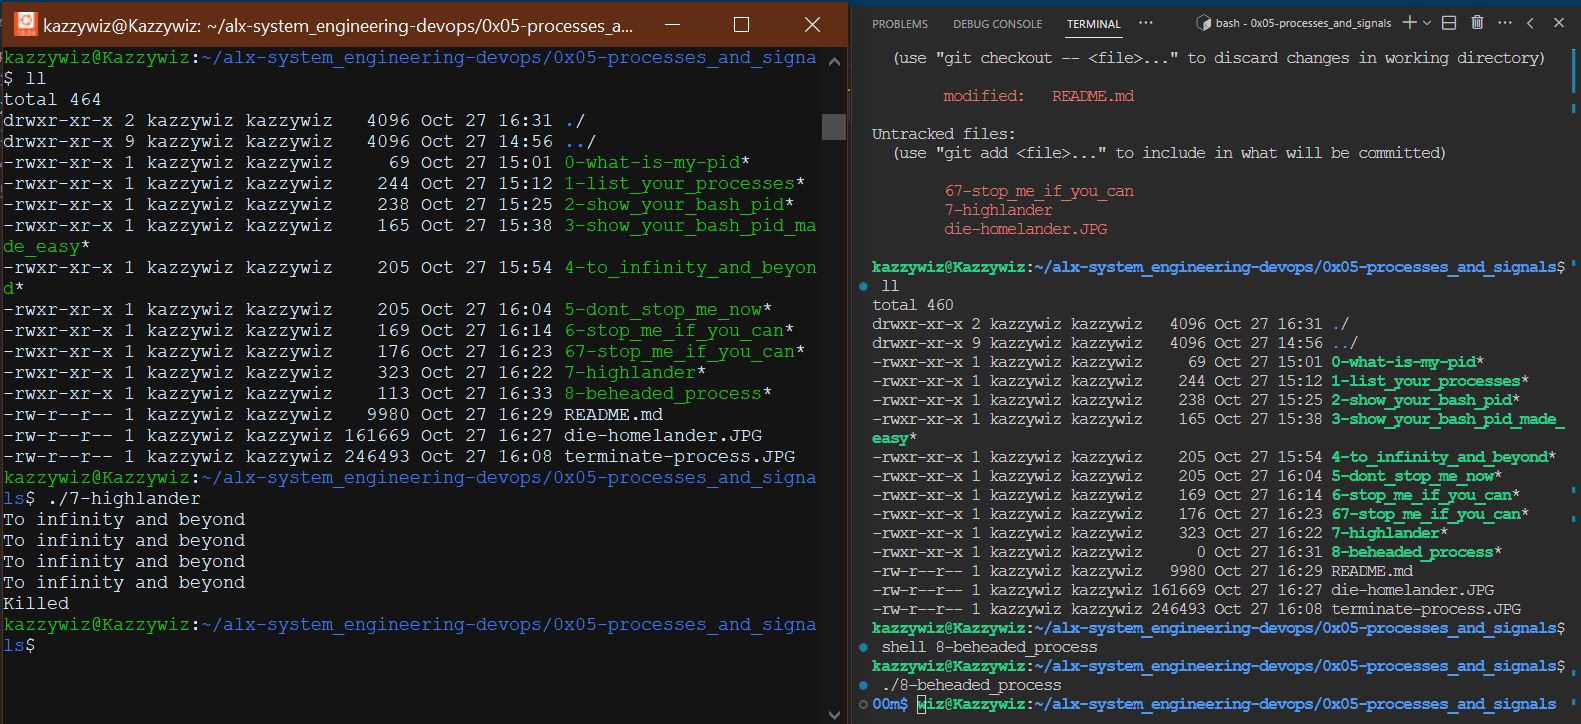 kazzywiz@Kazzywiz: ~/alx-system_engineering-devops/0x05-processes_a...
kazzywiz@Kazzywiz:~/alx-system_engineering-devops/0x05-processes_and_signa
$ ll
total 464
drwxr-xr-x 2 kazzywiz kazzywiz   4096 Oct 27 16:31 ./
drwxr-xr-x 9 kazzywiz kazzywiz   4096 Oct 27 14:56 ../
-rwxr-xr-x 1 kazzywiz kazzywiz     69 Oct 27 15:01 0-what-is-my-pid*
-rwxr-xr-x 1 kazzywiz kazzywiz    244 Oct 27 15:12 1-list_your_processes*
-rwxr-xr-x 1 kazzywiz kazzywiz    238 Oct 27 15:25 2-show_your_bash_pid*
-rwxr-xr-x 1 kazzywiz kazzywiz    165 Oct 27 15:38 3-show_your_bash_pid_ma
de_easy*
-rwxr-xr-x 1 kazzywiz kazzywiz    205 Oct 27 15:54 4-to_infinity_and_beyon
d*
-rwxr-xr-x 1 kazzywiz kazzywiz    205 Oct 27 16:04 5-dont_stop_me_now*
-rwxr-xr-x 1 kazzywiz kazzywiz    169 Oct 27 16:14 6-stop_me_if_you_can*
-rwxr-xr-x 1 kazzywiz kazzywiz    176 Oct 27 16:23 67-stop_me_if_you_can*
-rwxr-xr-x 1 kazzywiz kazzywiz    323 Oct 27 16:22 7-highlander*
-rwxr-xr-x 1 kazzywiz kazzywiz    113 Oct 27 16:33 8-beheaded_process*
-rw-r--r-- 1 kazzywiz kazzywiz   9980 Oct 27 16:29 README.md
-rw-r--r-- 1 kazzywiz kazzywiz 161669 Oct 27 16:27 die-homelander.JPG
-rw-r--r-- 1 kazzywiz kazzywiz 246493 Oct 27 16:08 terminate-process.JPG
kazzywiz@Kazzywiz:~/alx-system_engineering-devops/0x05-processes_and_signa
ls$ ./7-highlander
To infinity and beyond
To infinity and beyond
To infinity and beyond
To infinity and beyond
Killed
kazzywiz@Kazzywiz:~/alx-system_engineering-devops/0x05-processes_and_signa
ls$
PROBLEMS DEBUG CONSOLE TERMINAL ··· bash - 0x05-processes_and_signals
(use "git checkout -- <file>..." to discard changes in working directory)
modified:   README.md
Untracked files:
(use "git add <file>..." to include in what will be committed)
67-stop_me_if_you_can
7-highlander
die-homelander.JPG
kazzywiz@Kazzywiz:~/alx-system_engineering-devops/0x05-processes_and_signals$
ll
total 460
drwxr-xr-x 2 kazzywiz kazzywiz   4096 Oct 27 16:31 ./
drwxr-xr-x 9 kazzywiz kazzywiz   4096 Oct 27 14:56 ../
-rwxr-xr-x 1 kazzywiz kazzywiz     69 Oct 27 15:01 0-what-is-my-pid*
-rwxr-xr-x 1 kazzywiz kazzywiz    244 Oct 27 15:12 1-list_your_processes*
-rwxr-xr-x 1 kazzywiz kazzywiz    238 Oct 27 15:25 2-show_your_bash_pid*
-rwxr-xr-x 1 kazzywiz kazzywiz    165 Oct 27 15:38 3-show_your_bash_pid_made_
easy*
-rwxr-xr-x 1 kazzywiz kazzywiz    205 Oct 27 15:54 4-to_infinity_and_beyond*
-rwxr-xr-x 1 kazzywiz kazzywiz    205 Oct 27 16:04 5-dont_stop_me_now*
-rwxr-xr-x 1 kazzywiz kazzywiz    169 Oct 27 16:14 6-stop_me_if_you_can*
-rwxr-xr-x 1 kazzywiz kazzywiz    176 Oct 27 16:23 67-stop_me_if_you_can*
-rwxr-xr-x 1 kazzywiz kazzywiz    323 Oct 27 16:22 7-highlander*
-rwxr-xr-x 1 kazzywiz kazzywiz      0 Oct 27 16:31 8-beheaded_process*
-rw-r--r-- 1 kazzywiz kazzywiz   9980 Oct 27 16:29 README.md
-rw-r--r-- 1 kazzywiz kazzywiz 161669 Oct 27 16:27 die-homelander.JPG
-rw-r--r-- 1 kazzywiz kazzywiz 246493 Oct 27 16:08 terminate-process.JPG
kazzywiz@Kazzywiz:~/alx-system_engineering-devops/0x05-processes_and_signals$
shell 8-beheaded_process
kazzywiz@Kazzywiz:~/alx-system_engineering-devops/0x05-processes_and_signals$
./8-beheaded_process
00m$ wiz@Kazzywiz:~/alx-system_engineering-devops/0x05-processes_and_signals